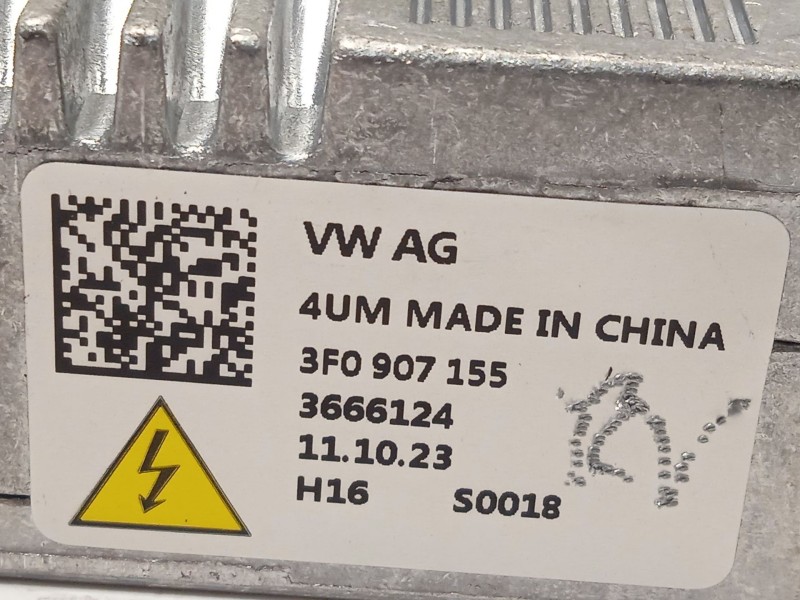 VW AG
4UM MADE IN CHINA
3F0 907 155
3666124
11.10.23
H16 S0018